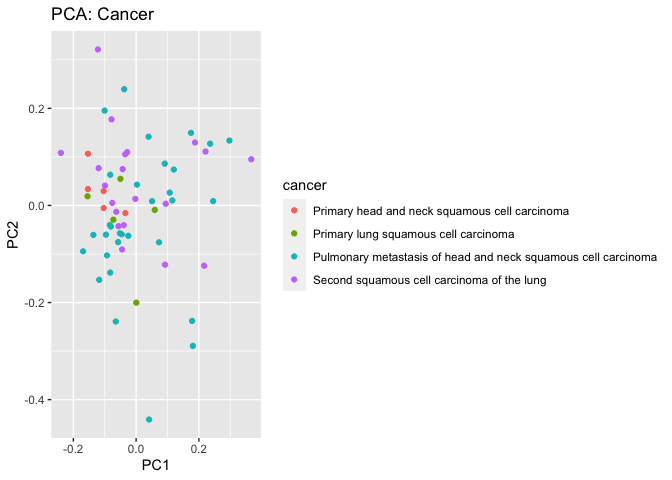 PCA: Cancer
0.2
0.0
-0.2
-0.4
PC2
-0.2
0.0
0.2
PC1
cancer
Primary head and neck squamous cell carcinoma
Primary lung squamous cell carcinoma
Pulmonary metastasis of head and neck squamous cell carcinoma
Second squamous cell carcinoma of the lung